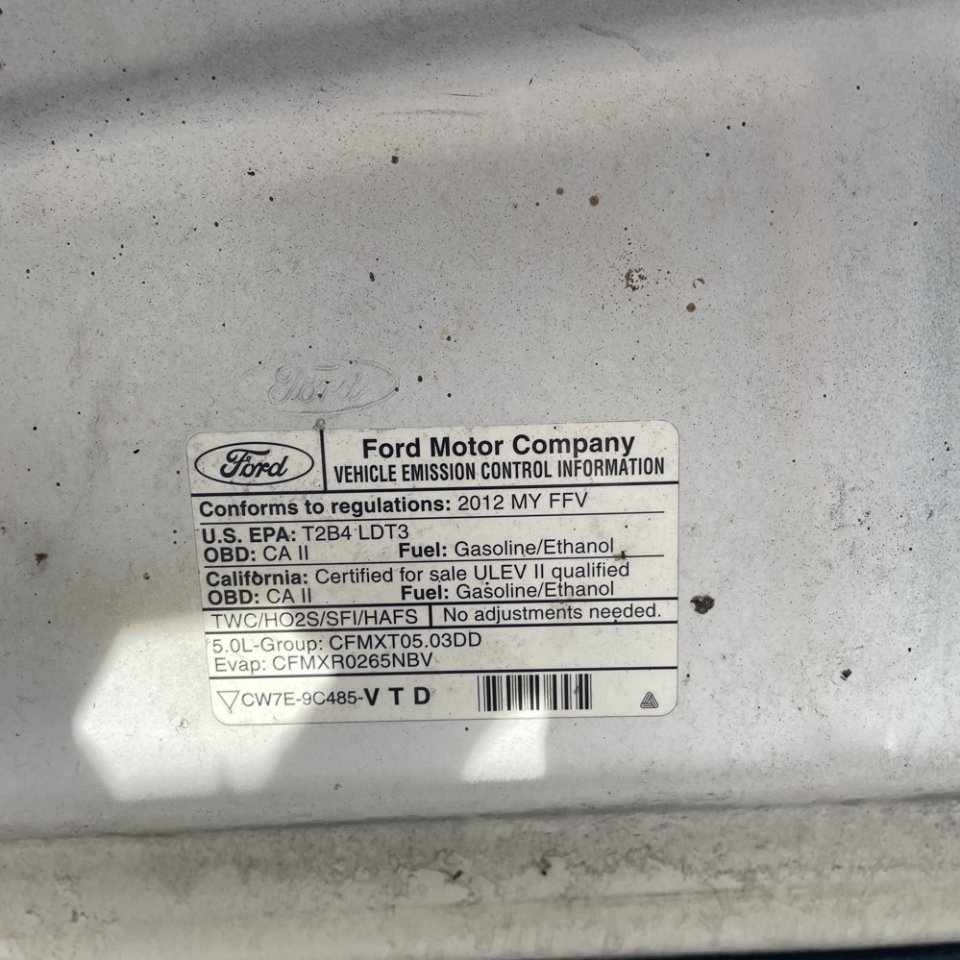 Ford
Ford
Ford Motor Company
VEHICLE EMISSION CONTROL INFORMATION
Conforms to regulations: 2012 MY FFV
U.S. EPA: T2B4 LDT3
OBD: CA II Fuel: Gasoline/Ethanol
California: Certified for sale ULEV II qualified
OBD: CA II Fuel: Gasoline/Ethanol
TWC/HO2S/SFI/HAFS No adjustments needed.
5.0L-Group: CFMXT05.03DD
Evap: CFMXR0265NBV
CW7E-9C485-V T D